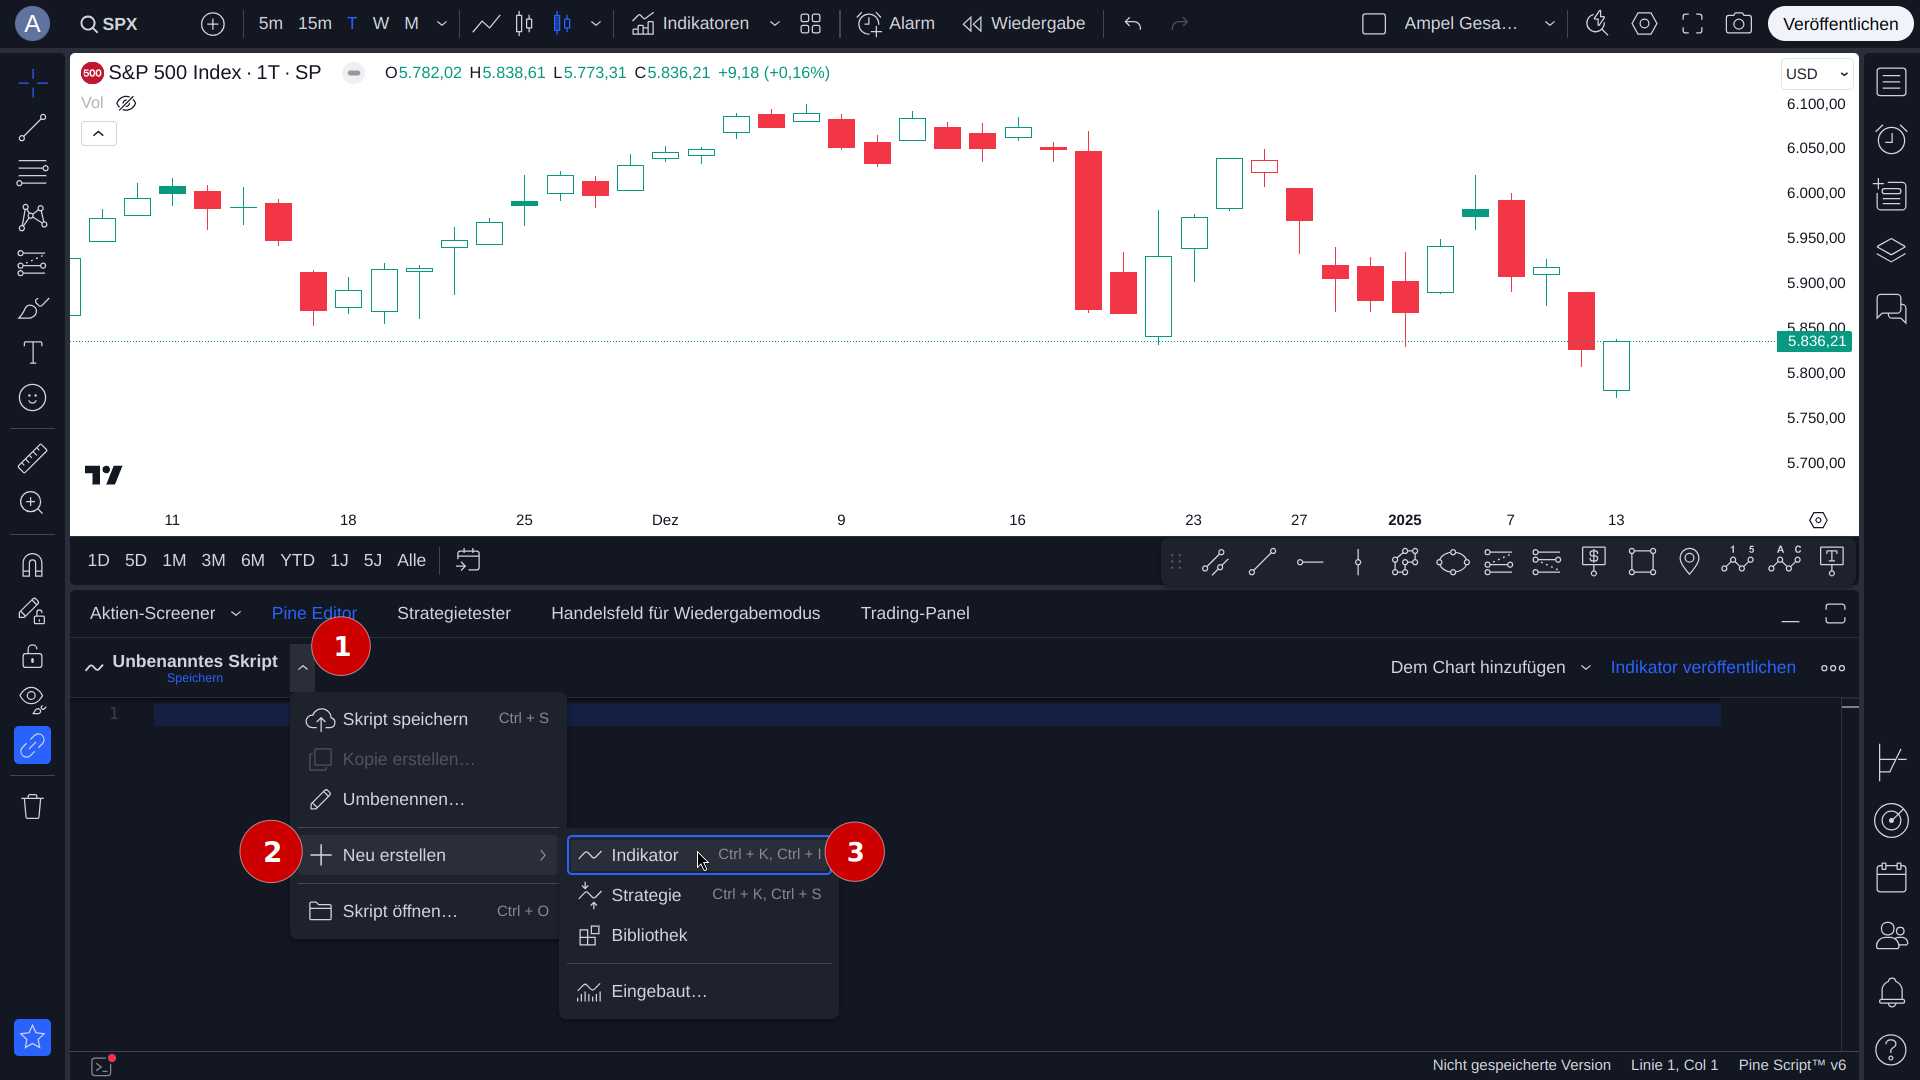 A
SPX
5m 15m T W M
Indikatoren
Alarm
Wiedergabe
Ampel Gesa...
Veröffentlichen
500 S&P 500 Index · 1T · SP
O5.782,02 H5.838,61 L5.773,31 C5.836,21 +9,18 (+0,16%)
USD
Vol
6.100,00
6.050,00
6.000,00
5.950,00
5.900,00
5.850,00
5.836,21
5.800,00
5.750,00
5.700,00
11 18 25 Dez 9 16 23 27 2025 7 13
1D 5D 1M 3M 6M YTD 1J 5J Alle
Aktien-Screener Pine Editor Strategietester Handelsfeld für Wiedergabemodus Trading-Panel
1
Unbenanntes Skript
Speichern
Dem Chart hinzufügen
Indikator veröffentlichen
1
Skript speichern Ctrl + S
Kopie erstellen...
Umbenennen...
2
Neu erstellen
Skript öffnen... Ctrl + O
Indikator Ctrl + K, Ctrl + I
3
Strategie Ctrl + K, Ctrl + S
Bibliothek
Eingebaut...
Nicht gespeicherte Version Linie 1, Col 1 Pine Script™ v6